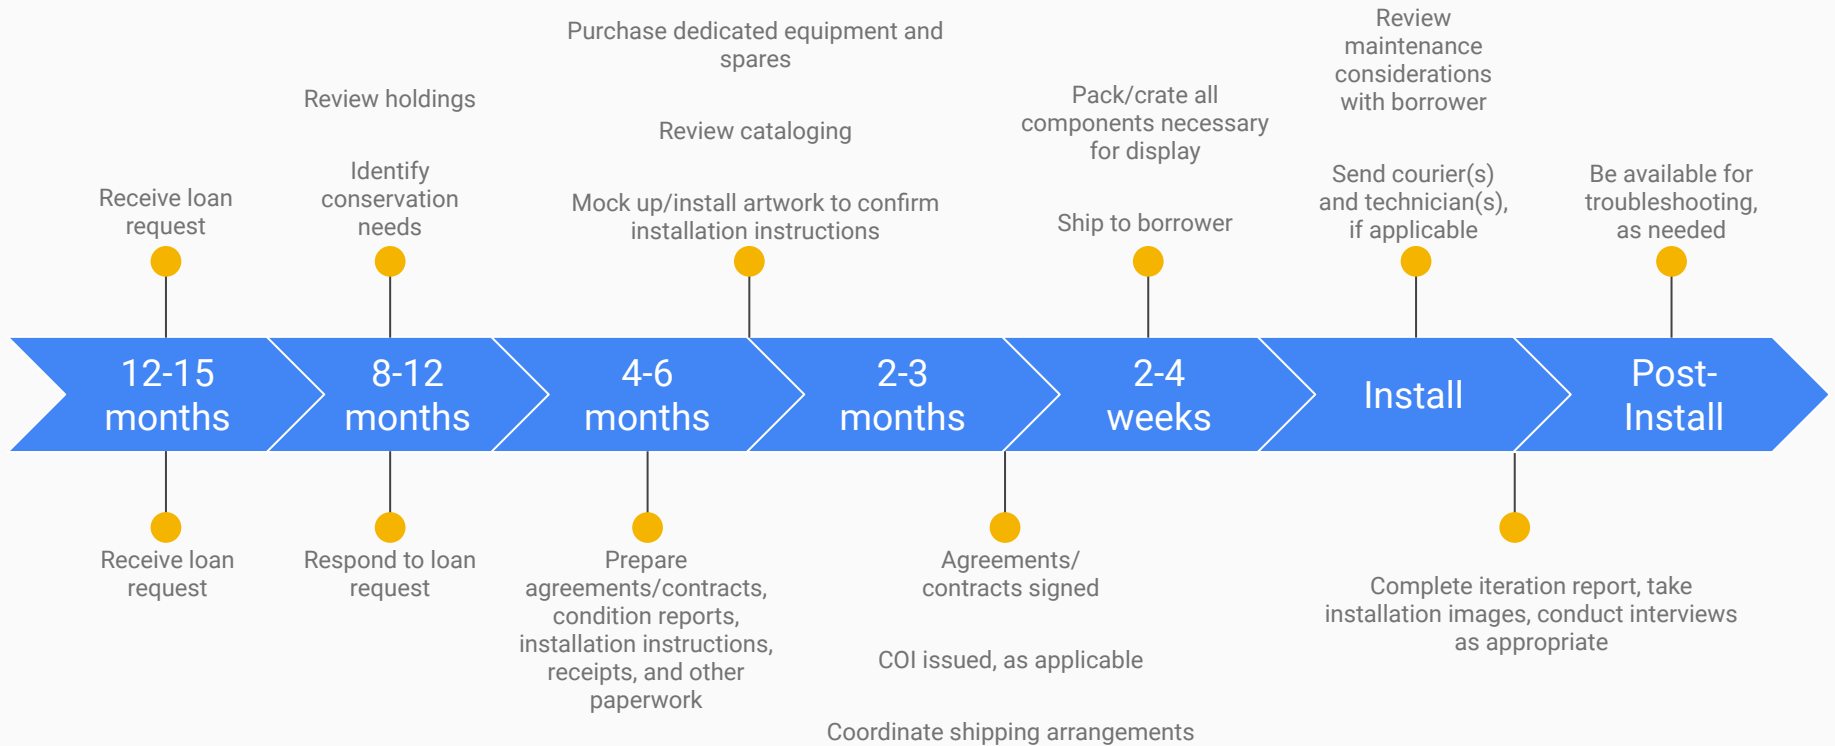 Purchase dedicated equipment and
spares
Review cataloging
Mock up/install artwork to confirm
installation instructions
Review holdings
Identify
conservation
needs
Receive loan
request
Pack/crate all
components necessary
for display
Ship to borrower
Review
maintenance
considerations
with borrower
Send courier(s)
and technician(s),
if applicable
Be available for
troubleshooting,
as needed
12-15
months
8-12
months
4-6
months
2-3
months
2-4
weeks
Install
Post-
Install
Receive loan
request
Respond to loan
request
Prepare
agreements/contracts,
condition reports,
installation instructions,
receipts, and other
paperwork
Agreements/
contracts signed
COI issued, as applicable
Coordinate shipping arrangements
Complete iteration report, take
installation images, conduct interviews
as appropriate